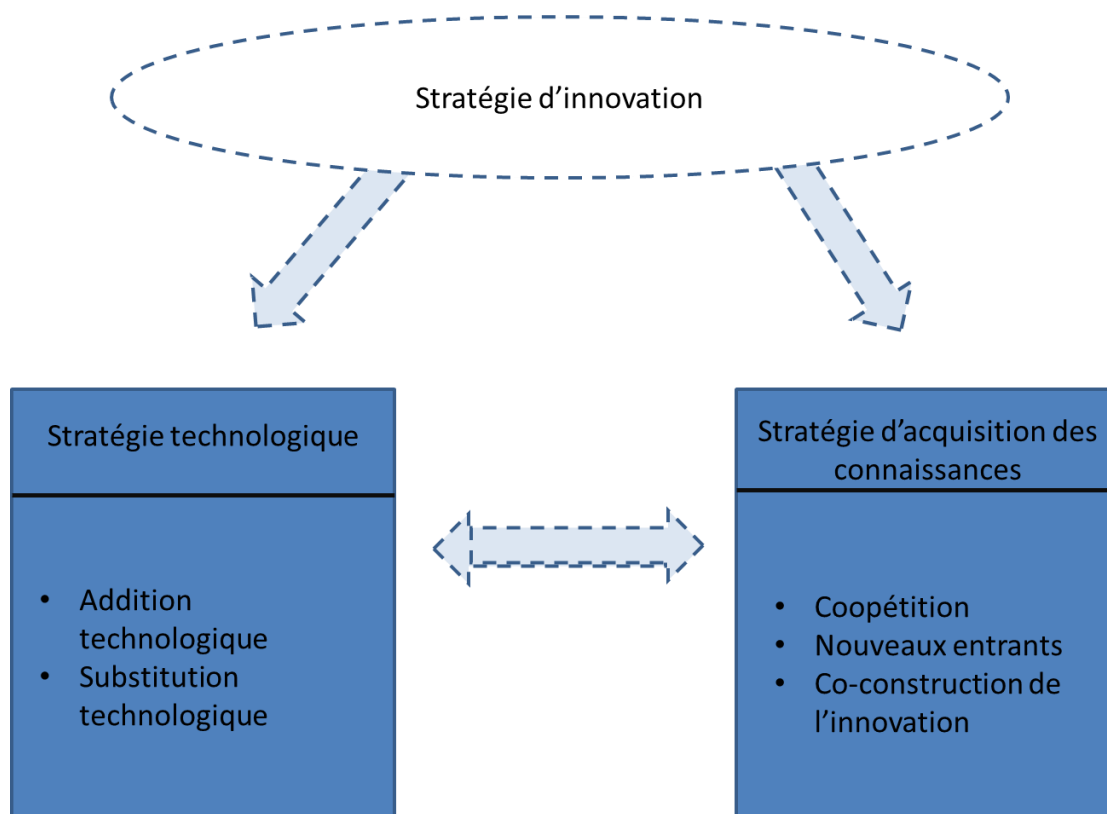 Stratégie d'innovation
Stratégie technologique
• Addition
technologique
• Substitution
technologique
Stratégie d'acquisition des
connaissances
• Coopétition
• Nouveaux entrants
• Co-construction de
l'innovation